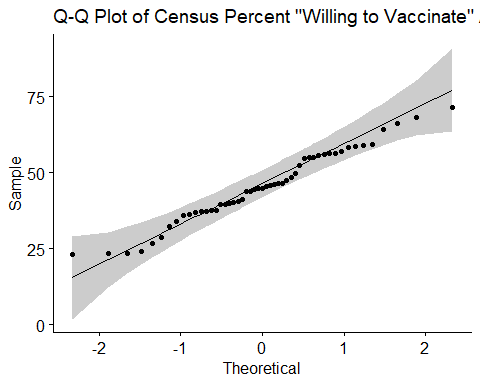 Q-Q Plot of Census Percent "Willing to Vaccinate"
75
50
25
0
Sample
-2 -1 0 1 2
Theoretical